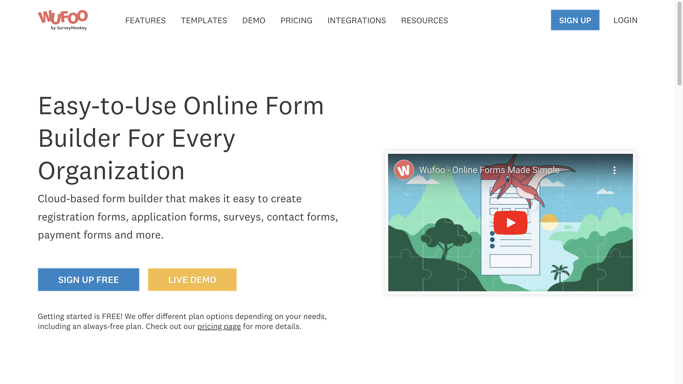 WUFOO
by SurveyMonkey
FEATURES TEMPLATES DEMO PRICING INTEGRATIONS RESOURCES SIGN UP LOGIN
Easy-to-Use Online Form
Builder For Every
Organization
Cloud-based form builder that makes it easy to create
registration forms, application forms, surveys, contact forms,
payment forms and more.
SIGN UP FREE LIVE DEMO
Getting started is FREE! We offer different plan options depending on your needs,
including an always-free plan. Check out our pricing page for more details.
W Wufoo - Online Forms Made Simple